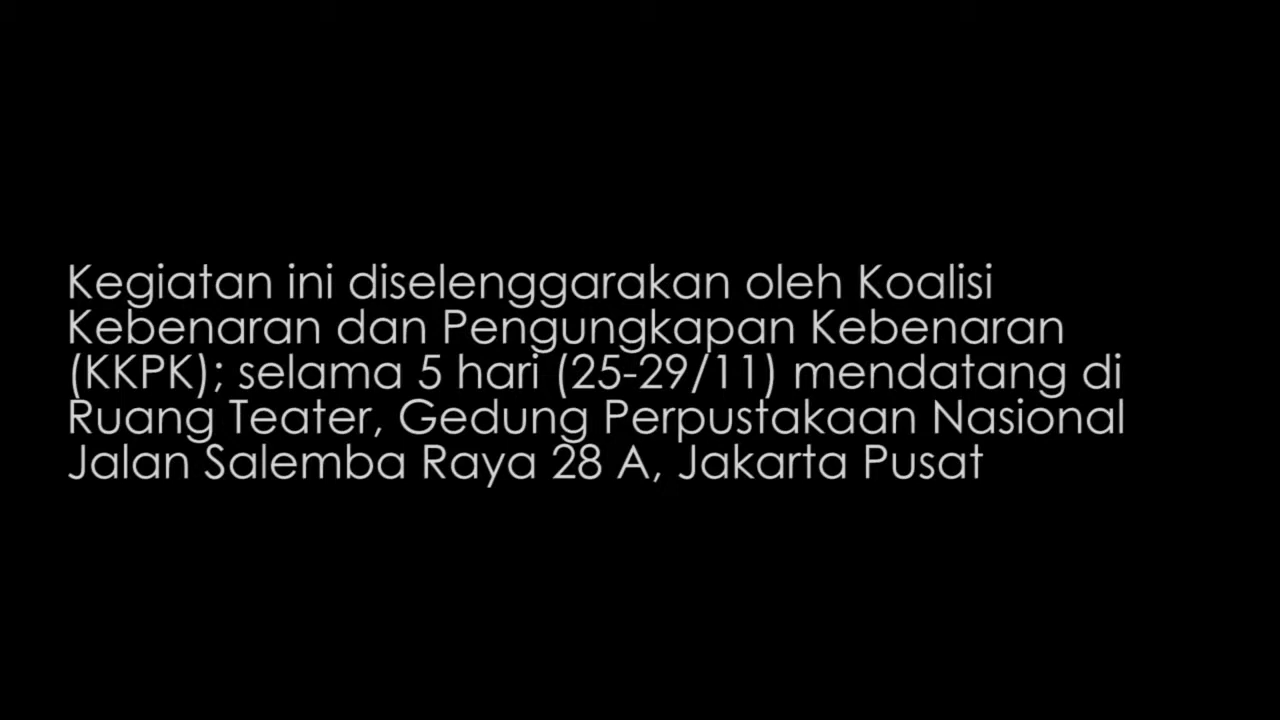 Kegiatan ini diselenggarakan oleh Koalisi
Kebenaran dan Pengungkapan Kebenaran
(KKPK); selama 5 hari (25-29/11) mendatang di
Ruang Teater, Gedung Perpustakaan Nasional
Jalan Salemba Raya 28 A, Jakarta Pusat